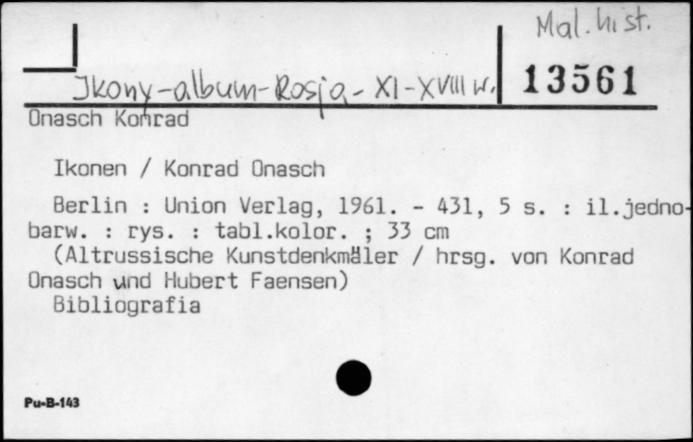 Mal. hist.
Ikony-album-Rosja-XI-XVIII w.
13561
Onasch Konrad
Ikonen / Konrad Onasch
Berlin : Union Verlag, 1961. - 431, 5 s. : il.jedno-
barw. : rys. : tabl.kolor. ; 33 cm
(Altrussische Kunstdenkmäler / hrsg. von Konrad
Onasch und Hubert Faensen)
Bibliografia
Pu-B-143